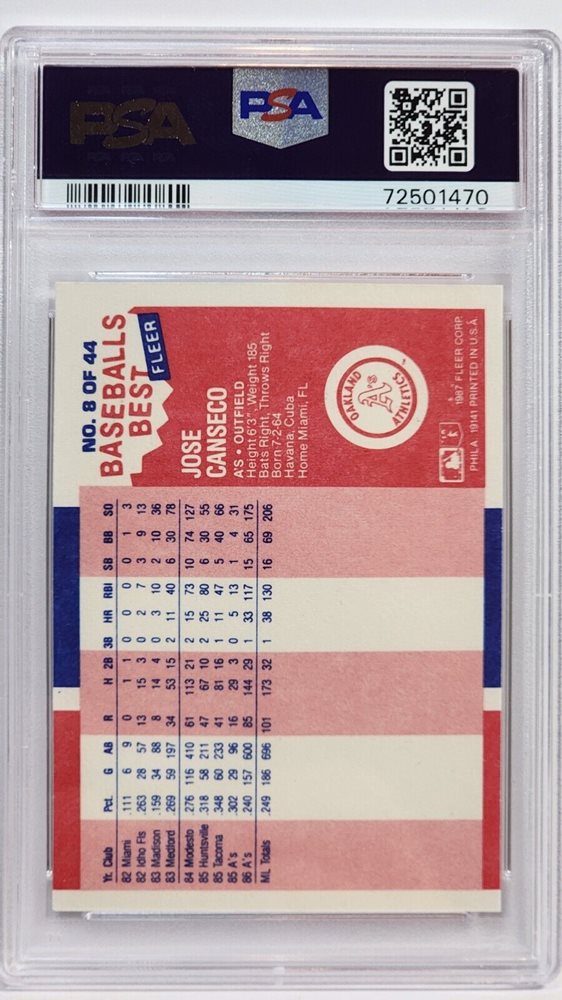 PSA
PSA
72501470
NO. 8 OF 44
BASEBALLS
BEST
FLEER
JOSE
CANSECO
A'S • OUTFIELD
Height 6'3", Weight 185
Bats Right, Throws Right
Born 7-2-64
Havana, Cuba
Home Miami, FL
OAKLAND
A's
ATHLETICS
™
© 1987 FLEER CORP.
PHILA. 19141 PRINTED IN U.S.A.
Yr. Club Pct. G AB R H 2B 3B HR RBI SB BB SO
82 Miami .111 6 9 0 1 1 0 0 0 0 1 3
82 Idho Fls .263 28 57 13 15 3 0 2 7 3 9 13
83 Madison .159 34 88 8 14 4 0 3 10 2 10 36
83 Medford .269 59 197 34 53 15 2 11 40 6 30 78
84 Modesto .276 116 410 61 113 21 2 15 73 10 74 127
85 Huntsville .318 58 211 47 67 10 2 25 80 6 30 55
85 Tacoma .348 60 233 41 81 16 1 11 47 5 40 66
85 A's .302 29 96 16 29 3 0 5 13 1 4 31
86 A's .240 157 600 85 144 29 1 33 117 15 65 175
ML Totals .249 186 696 101 173 32 1 38 130 16 69 206